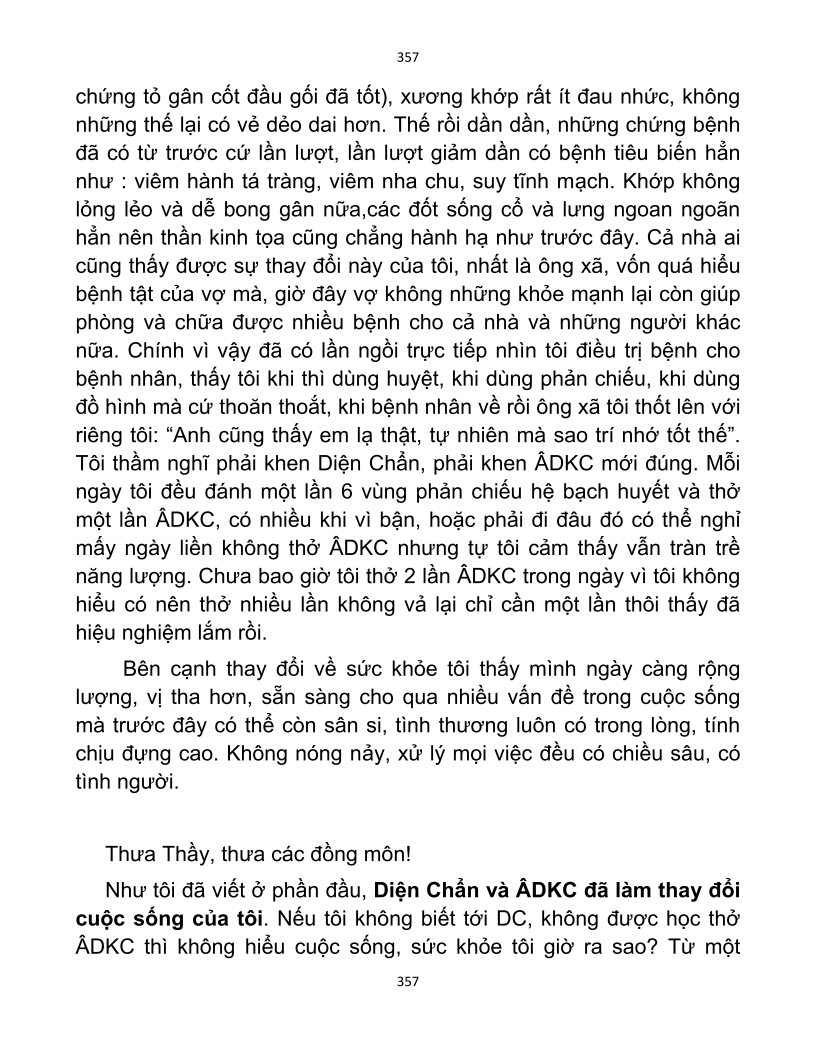 357
chứng tỏ gân cốt đầu gối đã tốt), xương khớp rất ít đau nhức, không
những thế lại có vẻ dẻo dai hơn. Thế rồi dần dần, những chứng bệnh
đã có từ trước cứ lần lượt, lần lượt giảm dần có bệnh tiêu biến hẳn
như : viêm hành tá tràng, viêm nha chu, suy tĩnh mạch. Khớp không
lỏng lẻo và dễ bong gân nữa,các đốt sống cổ và lưng ngoan ngoãn
hẳn nên thần kinh tọa cũng chẳng hành hạ như trước đây. Cả nhà ai
cũng thấy được sự thay đổi này của tôi, nhất là ông xã, vốn quá hiểu
bệnh tật của vợ mà, giờ đây vợ không những khỏe mạnh lại còn giúp
phòng và chữa được nhiều bệnh cho cả nhà và những người khác
nữa. Chính vì vậy đã có lần ngồi trực tiếp nhìn tôi điều trị bệnh cho
bệnh nhân, thấy tôi khi thì dùng huyệt, khi dùng phản chiếu, khi dùng
đồ hình mà cứ thoăn thoắt, khi bệnh nhân về rồi ông xã tôi thốt lên với
riêng tôi: “Anh cũng thấy em lạ thật, tự nhiên mà sao trí nhớ tốt thế”.
Tôi thầm nghĩ phải khen Diện Chẩn, phải khen ÂDKC mới đúng. Mỗi
ngày tôi đều đánh một lần 6 vùng phản chiếu hệ bạch huyết và thở
một lần ÂDKC, có nhiều khi vì bận, hoặc phải đi đâu đó có thể nghỉ
mấy ngày liền không thở ÂDKC nhưng tự tôi cảm thấy vẫn tràn trề
năng lượng. Chưa bao giờ tôi thở 2 lần ÂDKC trong ngày vì tôi không
hiểu có nên thở nhiều lần không vả lại chỉ cần một lần thôi thấy đã
hiệu nghiệm lắm rồi.
Bên cạnh thay đổi về sức khỏe tôi thấy mình ngày càng rộng
lượng, vị tha hơn, sẵn sàng cho qua nhiều vấn đề trong cuộc sống
mà trước đây có thể còn sân si, tình thương luôn có trong lòng, tính
chịu đựng cao. Không nóng nảy, xử lý mọi việc đều có chiều sâu, có
tình người.
Thưa Thầy, thưa các đồng môn!
Như tôi đã viết ở phần đầu, Diện Chẩn và ÂDKC đã làm thay đổi
cuộc sống của tôi. Nếu tôi không biết tới DC, không được học thở
ÂDKC thì không hiểu cuộc sống, sức khỏe tôi giờ ra sao? Từ một
357